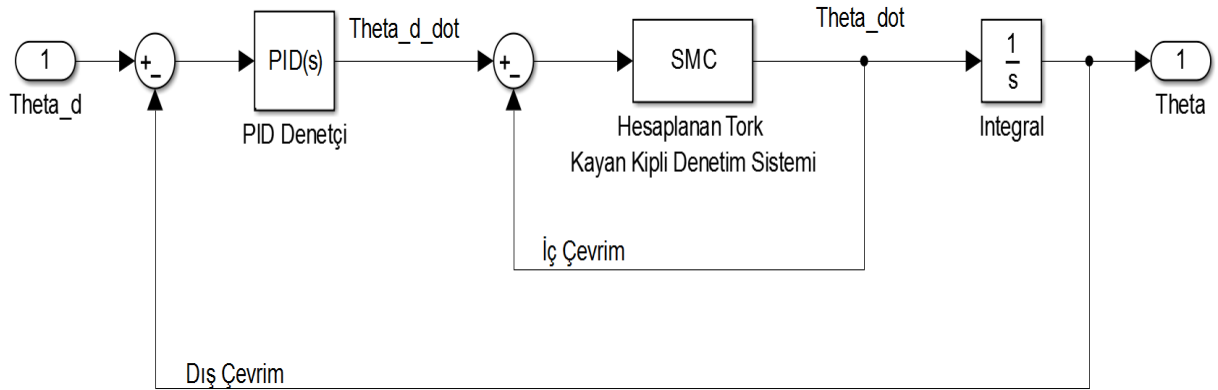 1
Theta_d
+
-
PID(s)
PID Denetçi
Theta_d_dot
+
-
SMC
Hesaplanan Tork
Kayan Kipli Denetim Sistemi
Theta_dot
1
s
Integral
1
Theta
İç Çevrim
Dış Çevrim